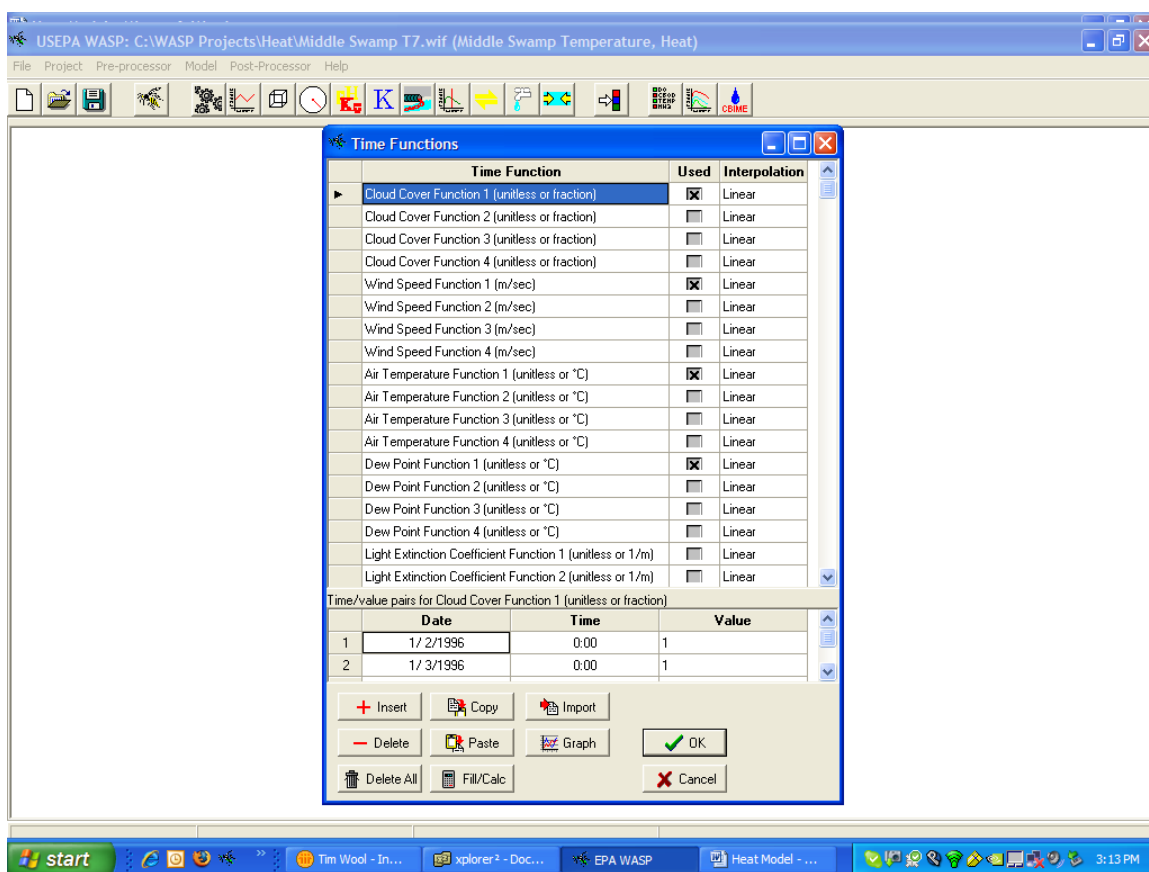 USEPA WASP: C:\WASP Projects\Heat\Middle Swamp T7.wif (Middle Swamp Temperature, Heat)
File Project Pre-processor Model Post-Processor Help
K
CBIME
Time Functions
Time Function Used Interpolation
Cloud Cover Function 1 (unitless or fraction) Linear
Cloud Cover Function 2 (unitless or fraction) Linear
Cloud Cover Function 3 (unitless or fraction) Linear
Cloud Cover Function 4 (unitless or fraction) Linear
Wind Speed Function 1 (m/sec) Linear
Wind Speed Function 2 (m/sec) Linear
Wind Speed Function 3 (m/sec) Linear
Wind Speed Function 4 (m/sec) Linear
Air Temperature Function 1 (unitless or °C) Linear
Air Temperature Function 2 (unitless or °C) Linear
Air Temperature Function 3 (unitless or °C) Linear
Air Temperature Function 4 (unitless or °C) Linear
Dew Point Function 1 (unitless or °C) Linear
Dew Point Function 2 (unitless or °C) Linear
Dew Point Function 3 (unitless or °C) Linear
Dew Point Function 4 (unitless or °C) Linear
Light Extinction Coefficient Function 1 (unitless or 1/m) Linear
Light Extinction Coefficient Function 2 (unitless or 1/m) Linear
Time/value pairs for Cloud Cover Function 1 (unitless or fraction)
Date Time Value
1 1/ 2/1996 0:00 1
2 1/ 3/1996 0:00 1
Insert Copy Import
Delete Paste Graph OK
Delete All Fill/Calc Cancel
start Tim Wool - In... xplorer² - Doc... EPA WASP Heat Model - ... 3:13 PM